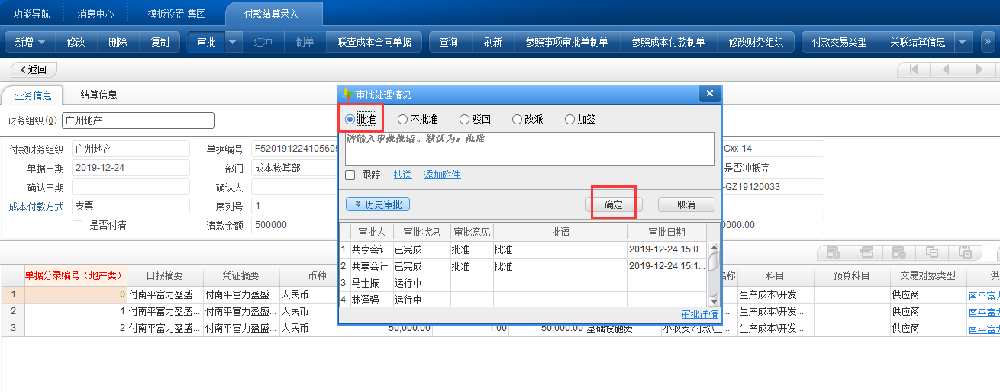 功能导航 消息中心 模板设置-集团 付款结算录入
新增 修改 删除 复制 审批 红冲 制单 联查成本合同单据 查询 刷新 参照事项审批单制单 参照成本付款制单 修改财务组织 付款交易类型 关联结算信息 »
返回
业务信息 结算信息
财务组织(O) 广州地产
付款财务组织 广州地产 单据编号 F52019122410560 Cxx-14
单据日期 2019-12-24 部门 成本核算部 是否冲抵完
确认日期 确认人 -GZ19120033
成本付款方式 支票 序列号 1
是否付清 请款金额 500000 000.00
审批处理情况
批准 不批准 驳回 改派 加签
请输入审批批语。默认为：批准
跟踪 抄送 添加附件
历史审批 确定 取消
审批人 审批状况 审批意见 批语 审批日期
1 共享会计 已完成 批准 批准 2019-12-24 15:0...
2 共享会计 已完成 批准 批准 2019-12-24 15:1...
3 马士振 运行中
4 林泽强 运行中
审批详情
单据分录编号（地产类） 日报摘要 凭证摘要 币种 名称 科目 预算科目 交易对象类型 供
1 0 付南平富力盈盛... 付南平富力盈盛... 人民币 生产成本\开发... 供应商 南平富力
2 1 付南平富力盈盛... 付南平富力盈盛... 人民币 生产成本\开发... 供应商 南平富力
3 2 付南平富力盈盛... 付南平富力盈盛... 人民币 50,000.00 1.00 50,000.00 基础设施费 小收支\付款\工... 生产成本\开发... 供应商 南平富力